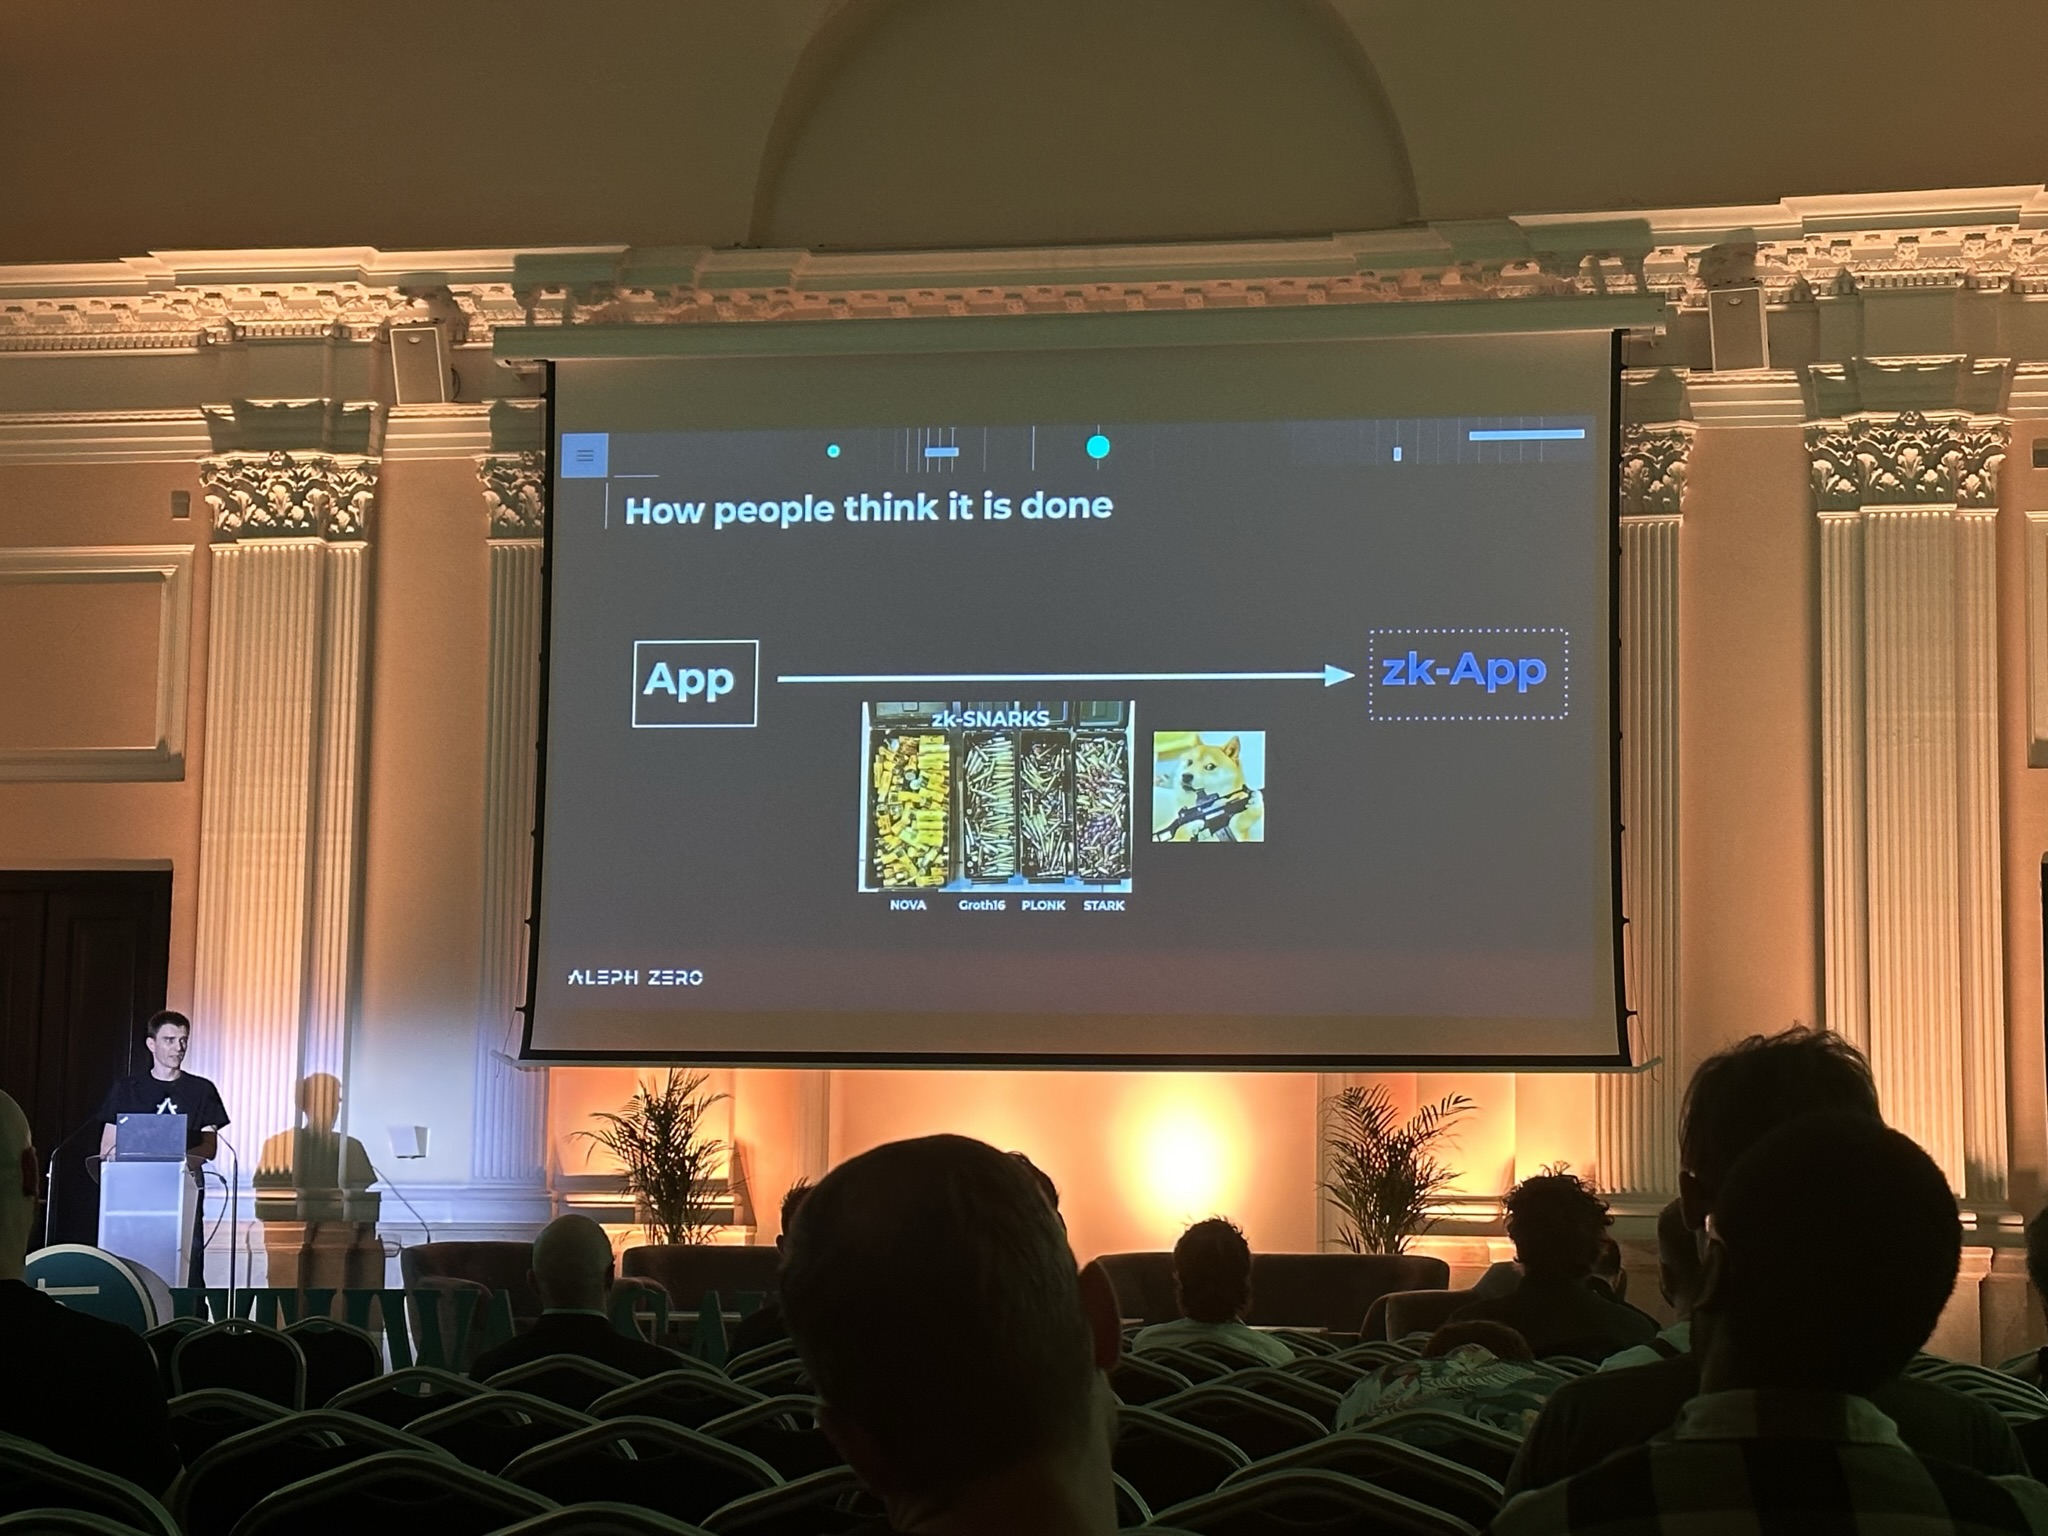 How people think it is done
App
zk-App
zk-SNARKS
NOVA Groth16 PLONK STARK
ALEPH ZERO